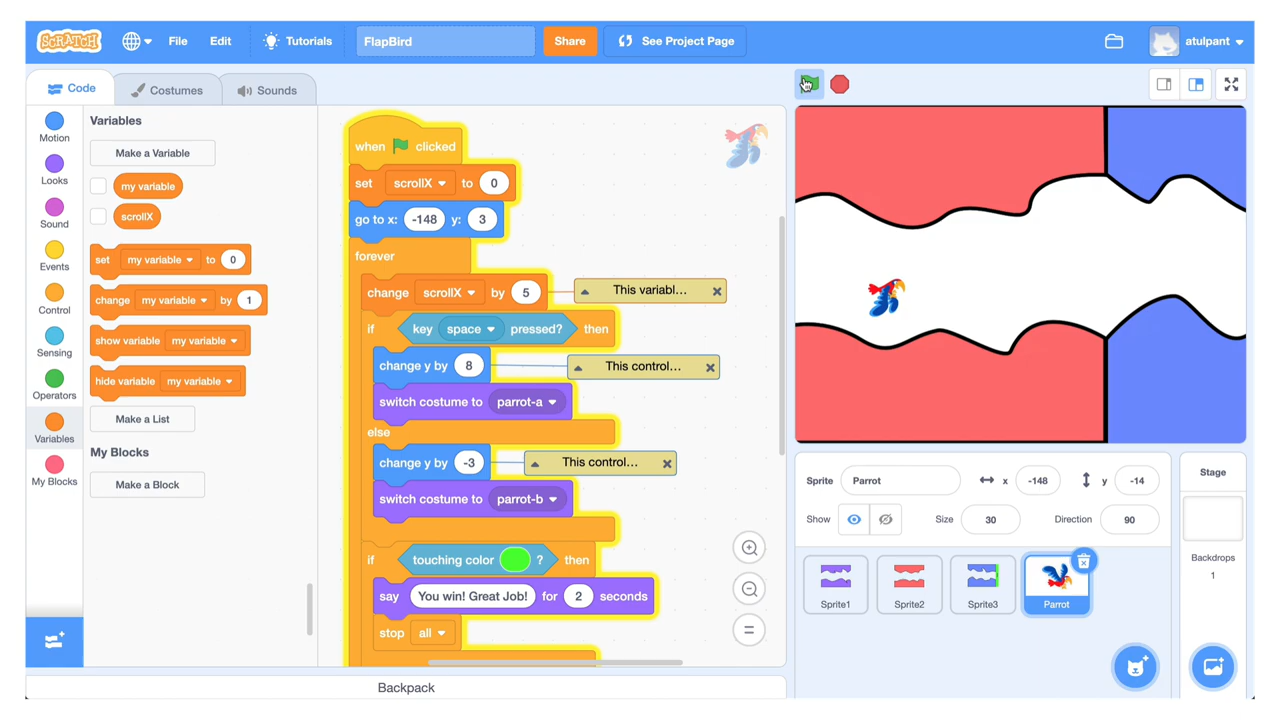 SCRATCH File Edit Tutorials FlapBird Share See Project Page atulpant
Code Costumes Sounds
Motion
Looks
Sound
Events
Control
Sensing
Operators
Variables
My Blocks
Variables
Make a Variable
my variable
scrollX
set my variable to 0
change my variable by 1
show variable my variable
hide variable my variable
Make a List
My Blocks
Make a Block
when clicked
set scrollX to 0
go to x: -148 y: 3
forever
change scrollX by 5 This variabl...
if key space pressed? then
change y by 8 This control...
switch costume to parrot-a
else
change y by -3 This control...
switch costume to parrot-b
if touching color ? then
say You win! Great Job! for 2 seconds
stop all
Backpack
Sprite Parrot x -148 y -14
Show Size 30 Direction 90
Sprite1 Sprite2 Sprite3 Parrot
Stage
Backdrops
1